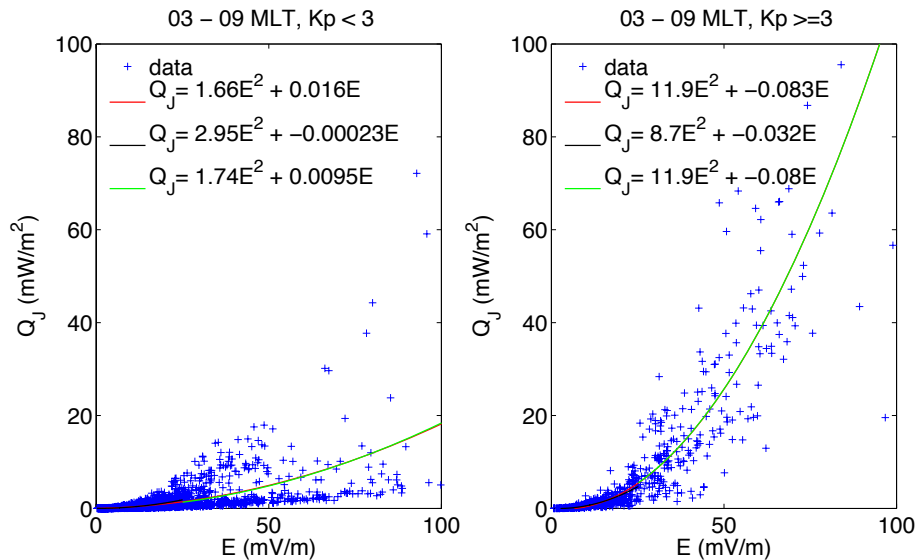 03 − 09 MLT, Kp < 3
100
80
60
40
20
0
Q_J (mW/m^2)
data
Q_J= 1.66E^2 + 0.016E
Q_J= 2.95E^2 + −0.00023E
Q_J= 1.74E^2 + 0.0095E
0 50 100
E (mV/m)
03 − 09 MLT, Kp >=3
100
80
60
40
20
0
Q_J (mW/m^2)
data
Q_J= 11.9E^2 + −0.083E
Q_J= 8.7E^2 + −0.032E
Q_J= 11.9E^2 + −0.08E
0 50 100
E (mV/m)